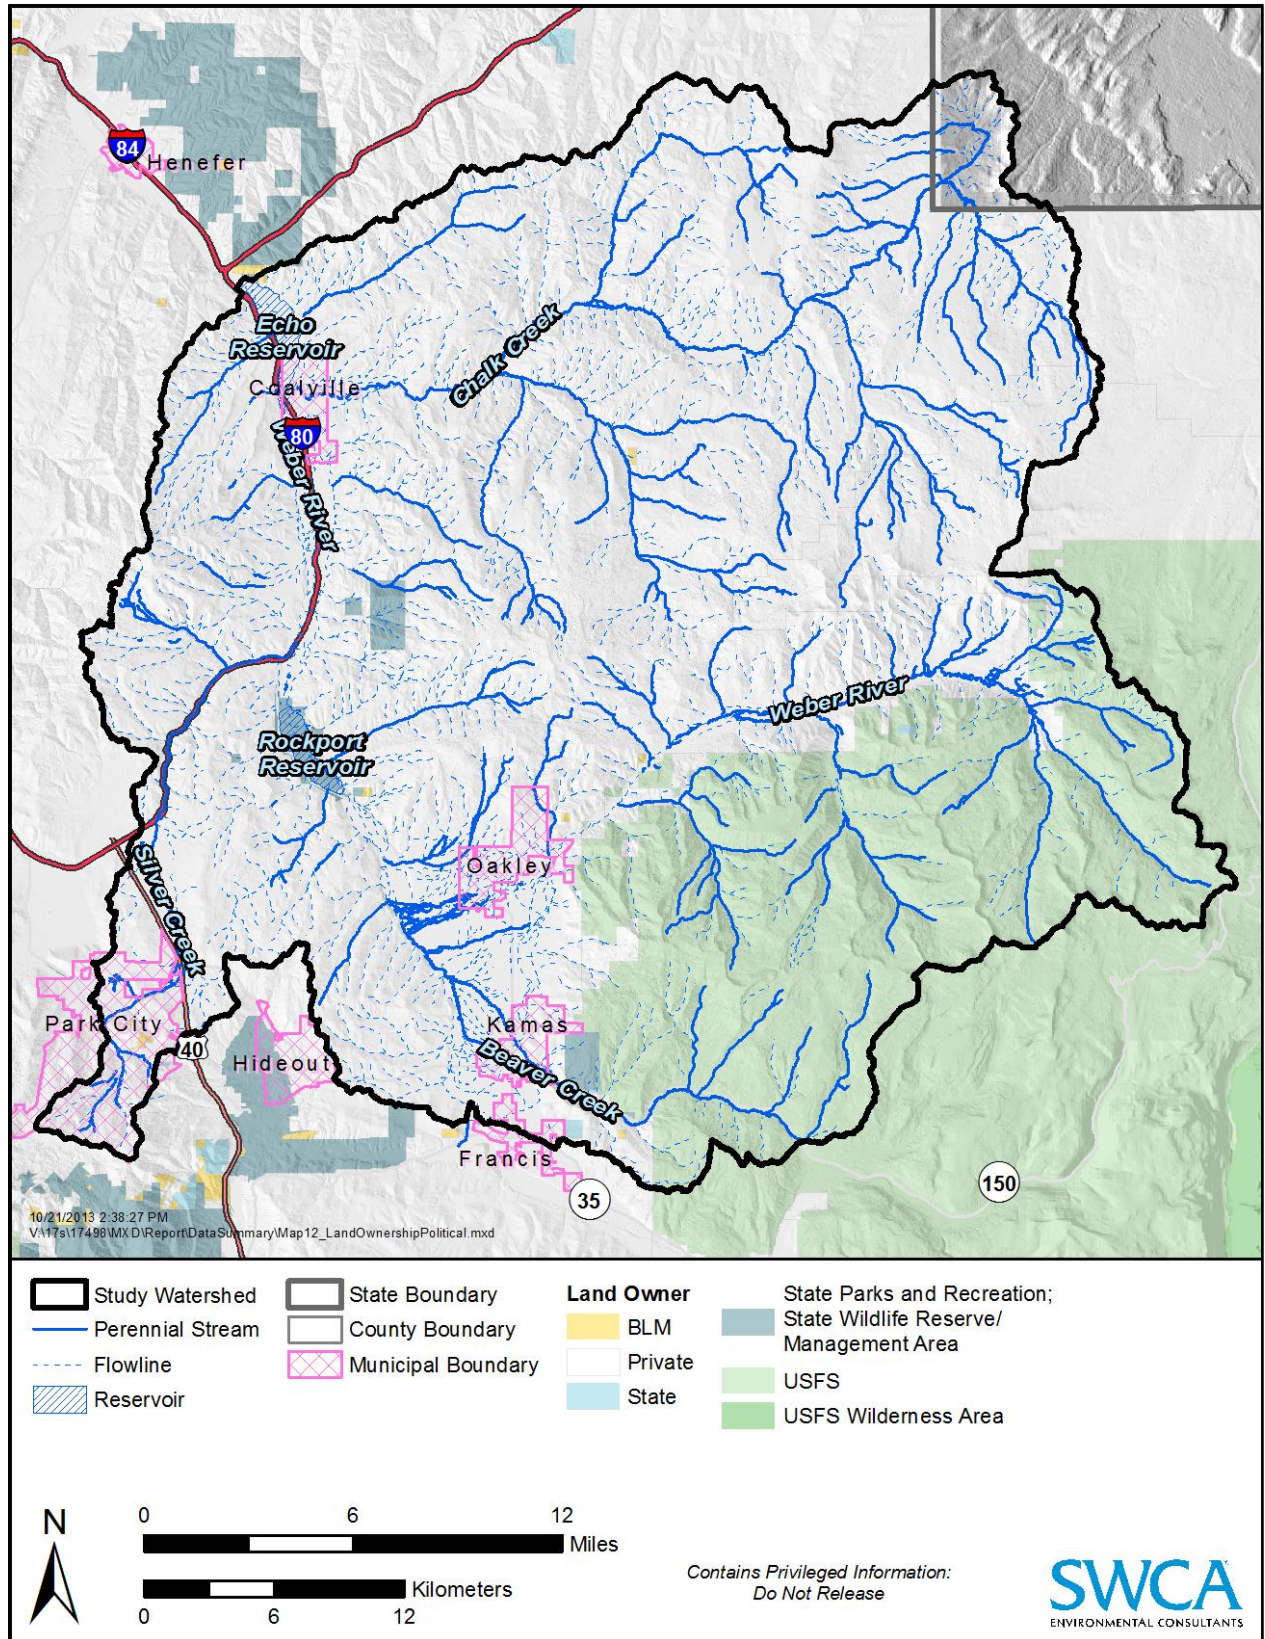 84
Henefer
Echo
Reservoir
Chalk Creek
Coalville
80
Weber River
Weber River
Rockport
Reservoir
Silver Creek
Oakley
Park City
Kamas
40
Hideout
Beaver Creek
Francis
35
150
10/21/2013 2:38:27 PM
V:\17s\17498\MXD\Report\DataSummary\Map12_LandOwnershipPolitical.mxd
Study Watershed
Perennial Stream
Flowline
Reservoir
State Boundary
County Boundary
Municipal Boundary
Land Owner
BLM
Private
State
State Parks and Recreation;
State Wildlife Reserve/
Management Area
USFS
USFS Wilderness Area
N
0 6 12
Miles
Kilometers
0 6 12
Contains Privileged Information:
Do Not Release
SWCA
ENVIRONMENTAL CONSULTANTS